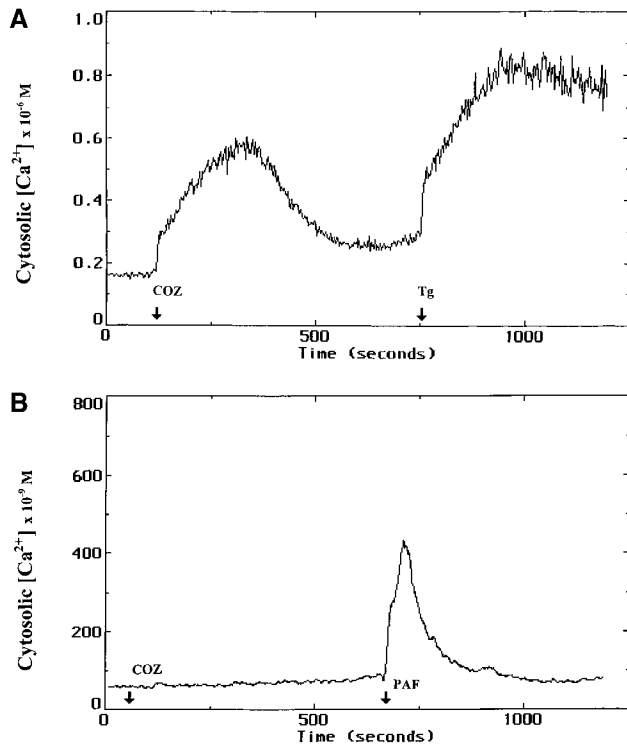 A
Cytosolic [Ca²⁺] x 10⁻⁶ M
1.0
0.8
0.6
0.4
0.2
0
COZ
Tg
0 500 1000
Time (seconds)
B
Cytosolic [Ca²⁺] x 10⁻⁹ M
800
600
400
200
0
COZ
PAF
0 500 1000
Time (seconds)